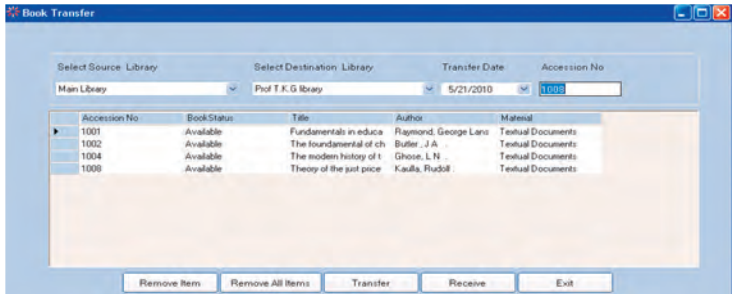 Book Transfer
Select Source Library Select Destination Library Transfer Date Accession No
Main Library Prof T.K.G library 5/21/2010 1008
Accession No BookStatus Title Author Material
1001 Available Fundamentals in educa Raymond, George Lans Textual Documents
1002 Available The foundamental of ch Butler , J A . Textual Documents
1004 Available The modern history of t Ghose, L N . Textual Documents
1008 Available Theory of the just price Kaulla, Rudolf . Textual Documents
Remove Item Remove All Items Transfer Receive Exit